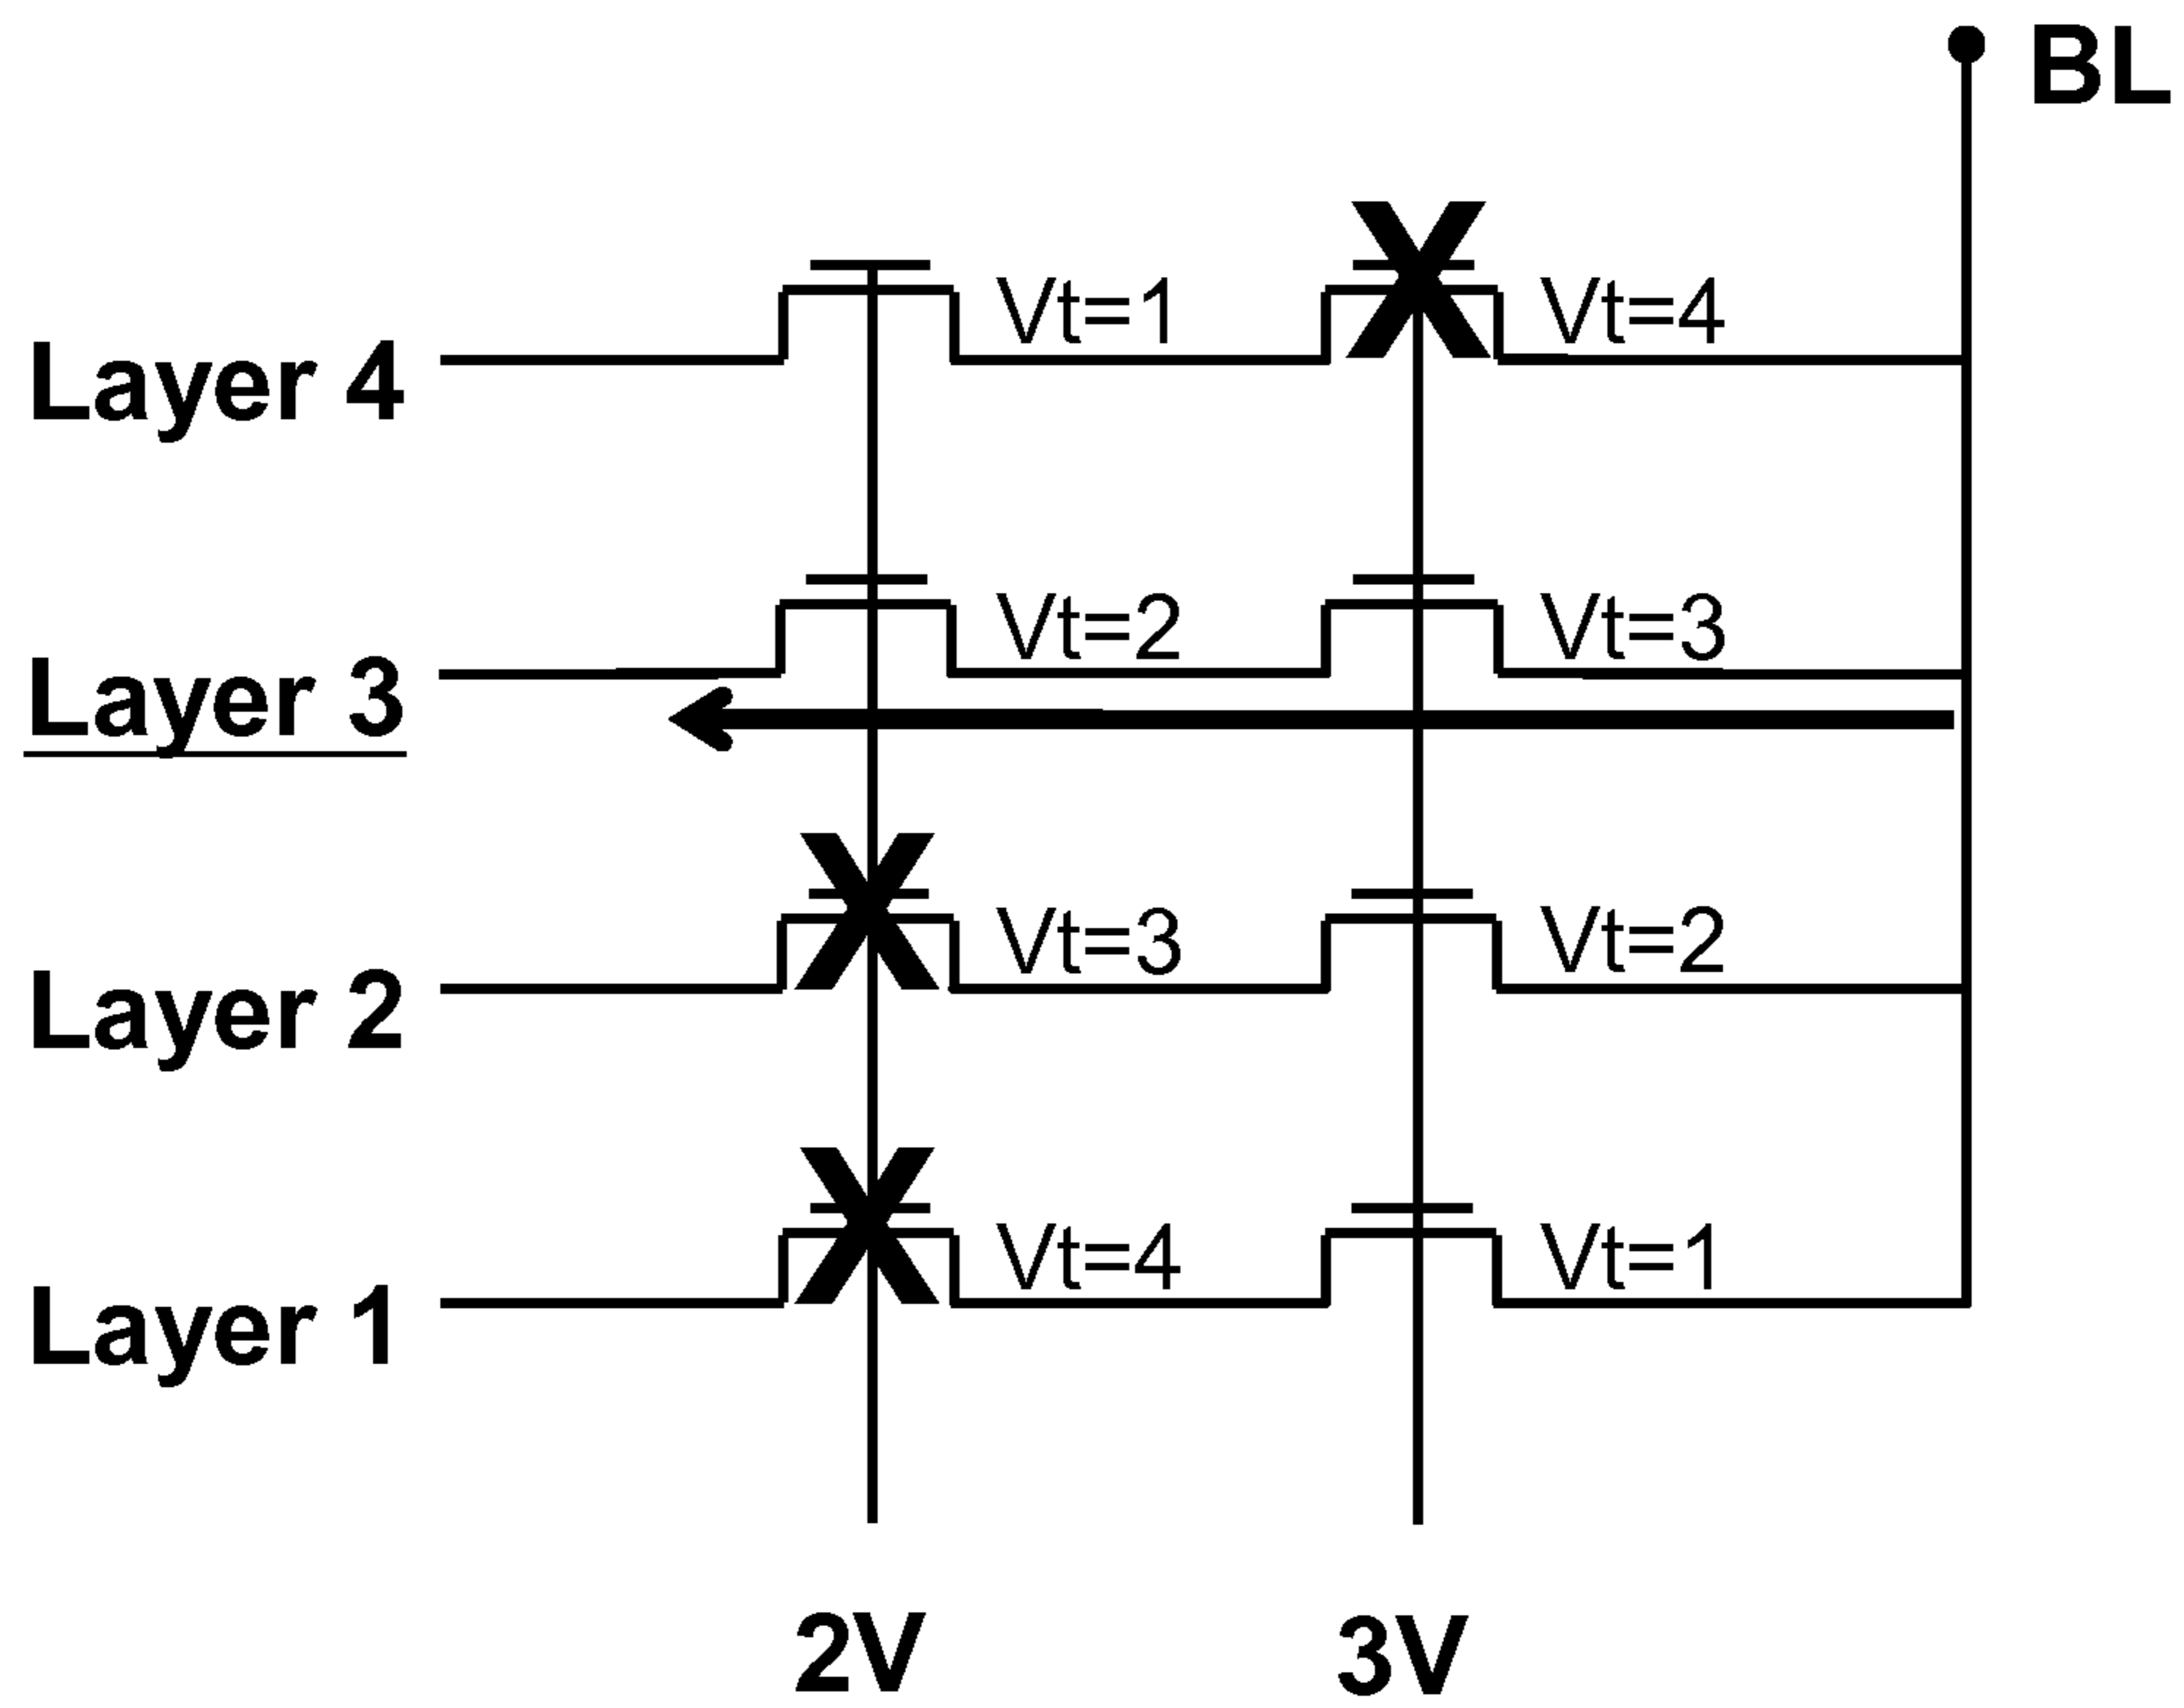 BL
Layer 4 Vt=1 Vt=4
Layer 3 Vt=2 Vt=3
Layer 2 Vt=3 Vt=2
Layer 1 Vt=4 Vt=1
2V 3V